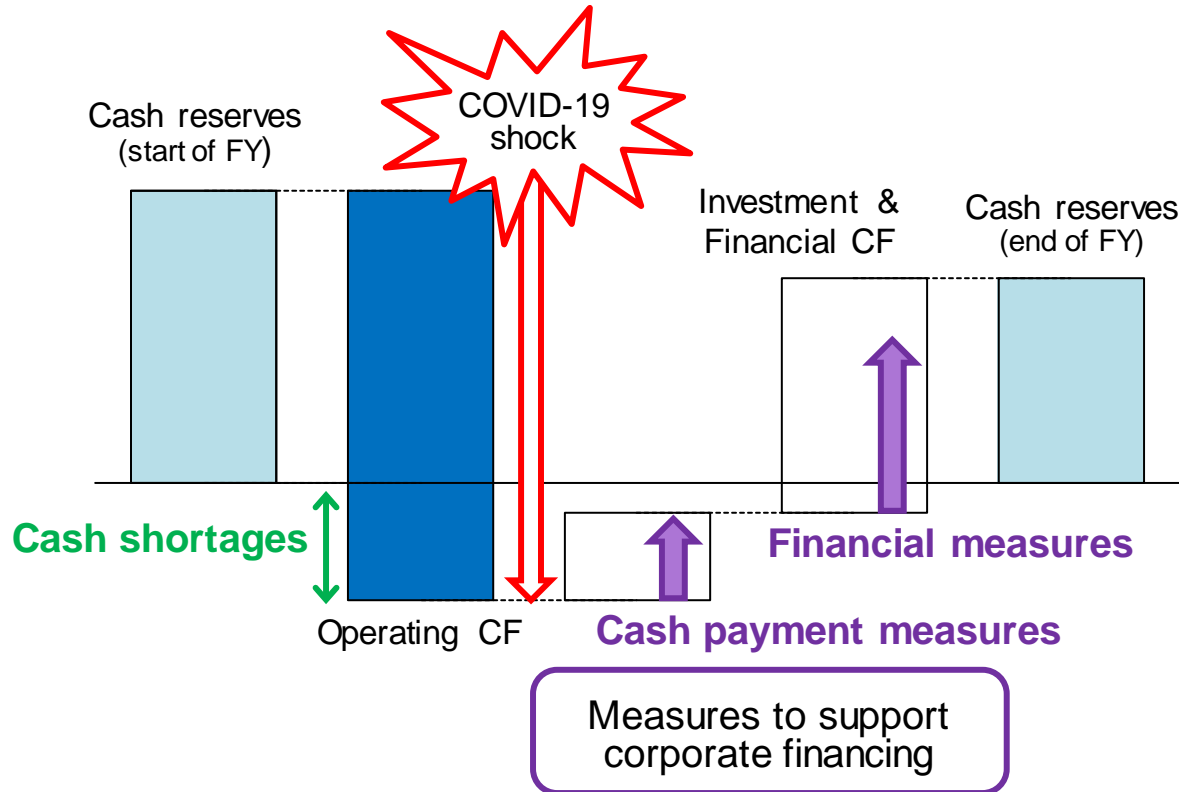 COVID-19
shock
Cash reserves
(start of FY)
Investment &
Financial CF
Cash reserves
(end of FY)
Cash shortages
Financial measures
Operating CF
Cash payment measures
Measures to support
corporate financing